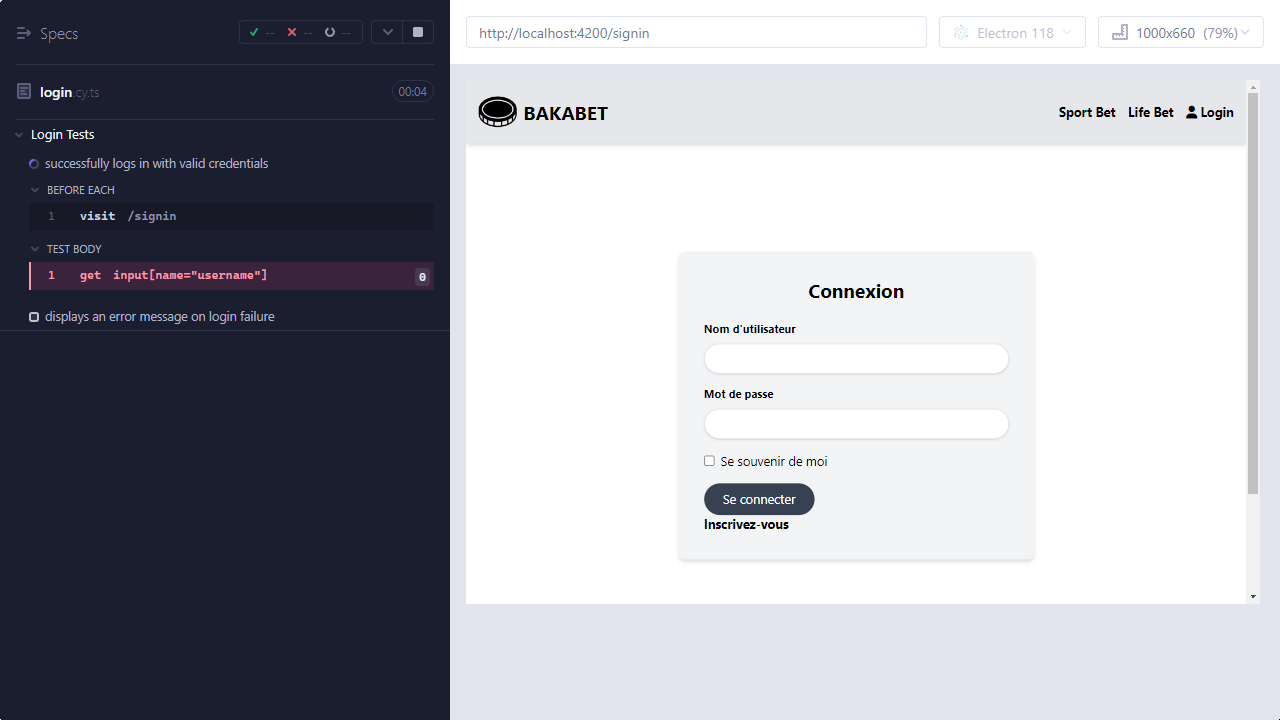 Specs
-- -- --
login.cy.ts
00:04
Login Tests
successfully logs in with valid credentials
BEFORE EACH
1 visit /signin
TEST BODY
1 get input[name="username"] 0
displays an error message on login failure
http://localhost:4200/signin
Electron 118
1000x660 (79%)
BAKABET
Sport Bet Life Bet Login
Connexion
Nom d'utilisateur
Mot de passe
Se souvenir de moi
Se connecter
Inscrivez-vous